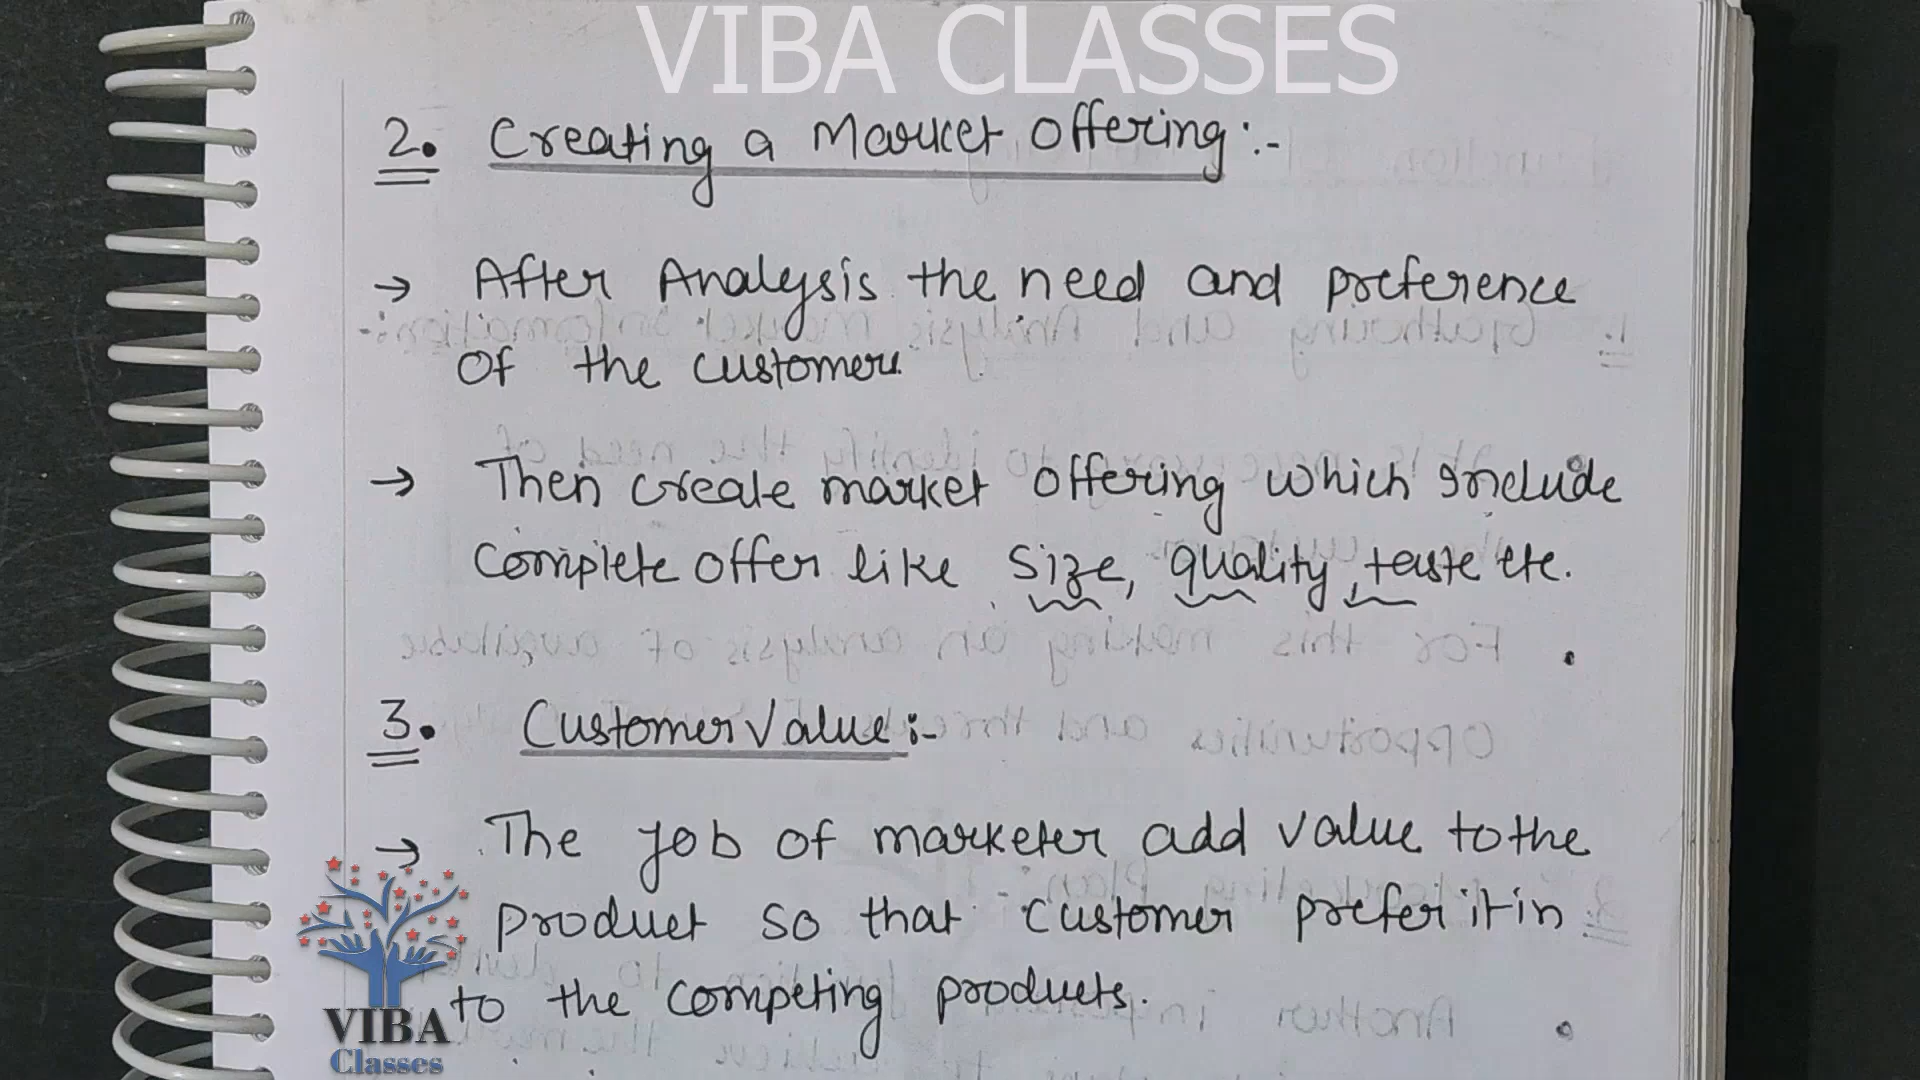 VIBA CLASSES
2. Creating a Market Offering :-
→ After Analysis the need and preference
Of the customers.
→ Then create market offering which Include
Complete offer like Size, quality, taste etc.
3. Customer Value :-
→ The job of marketer add value to the
product so that customer prefer it in
to the competing products.
VIBA
Classes